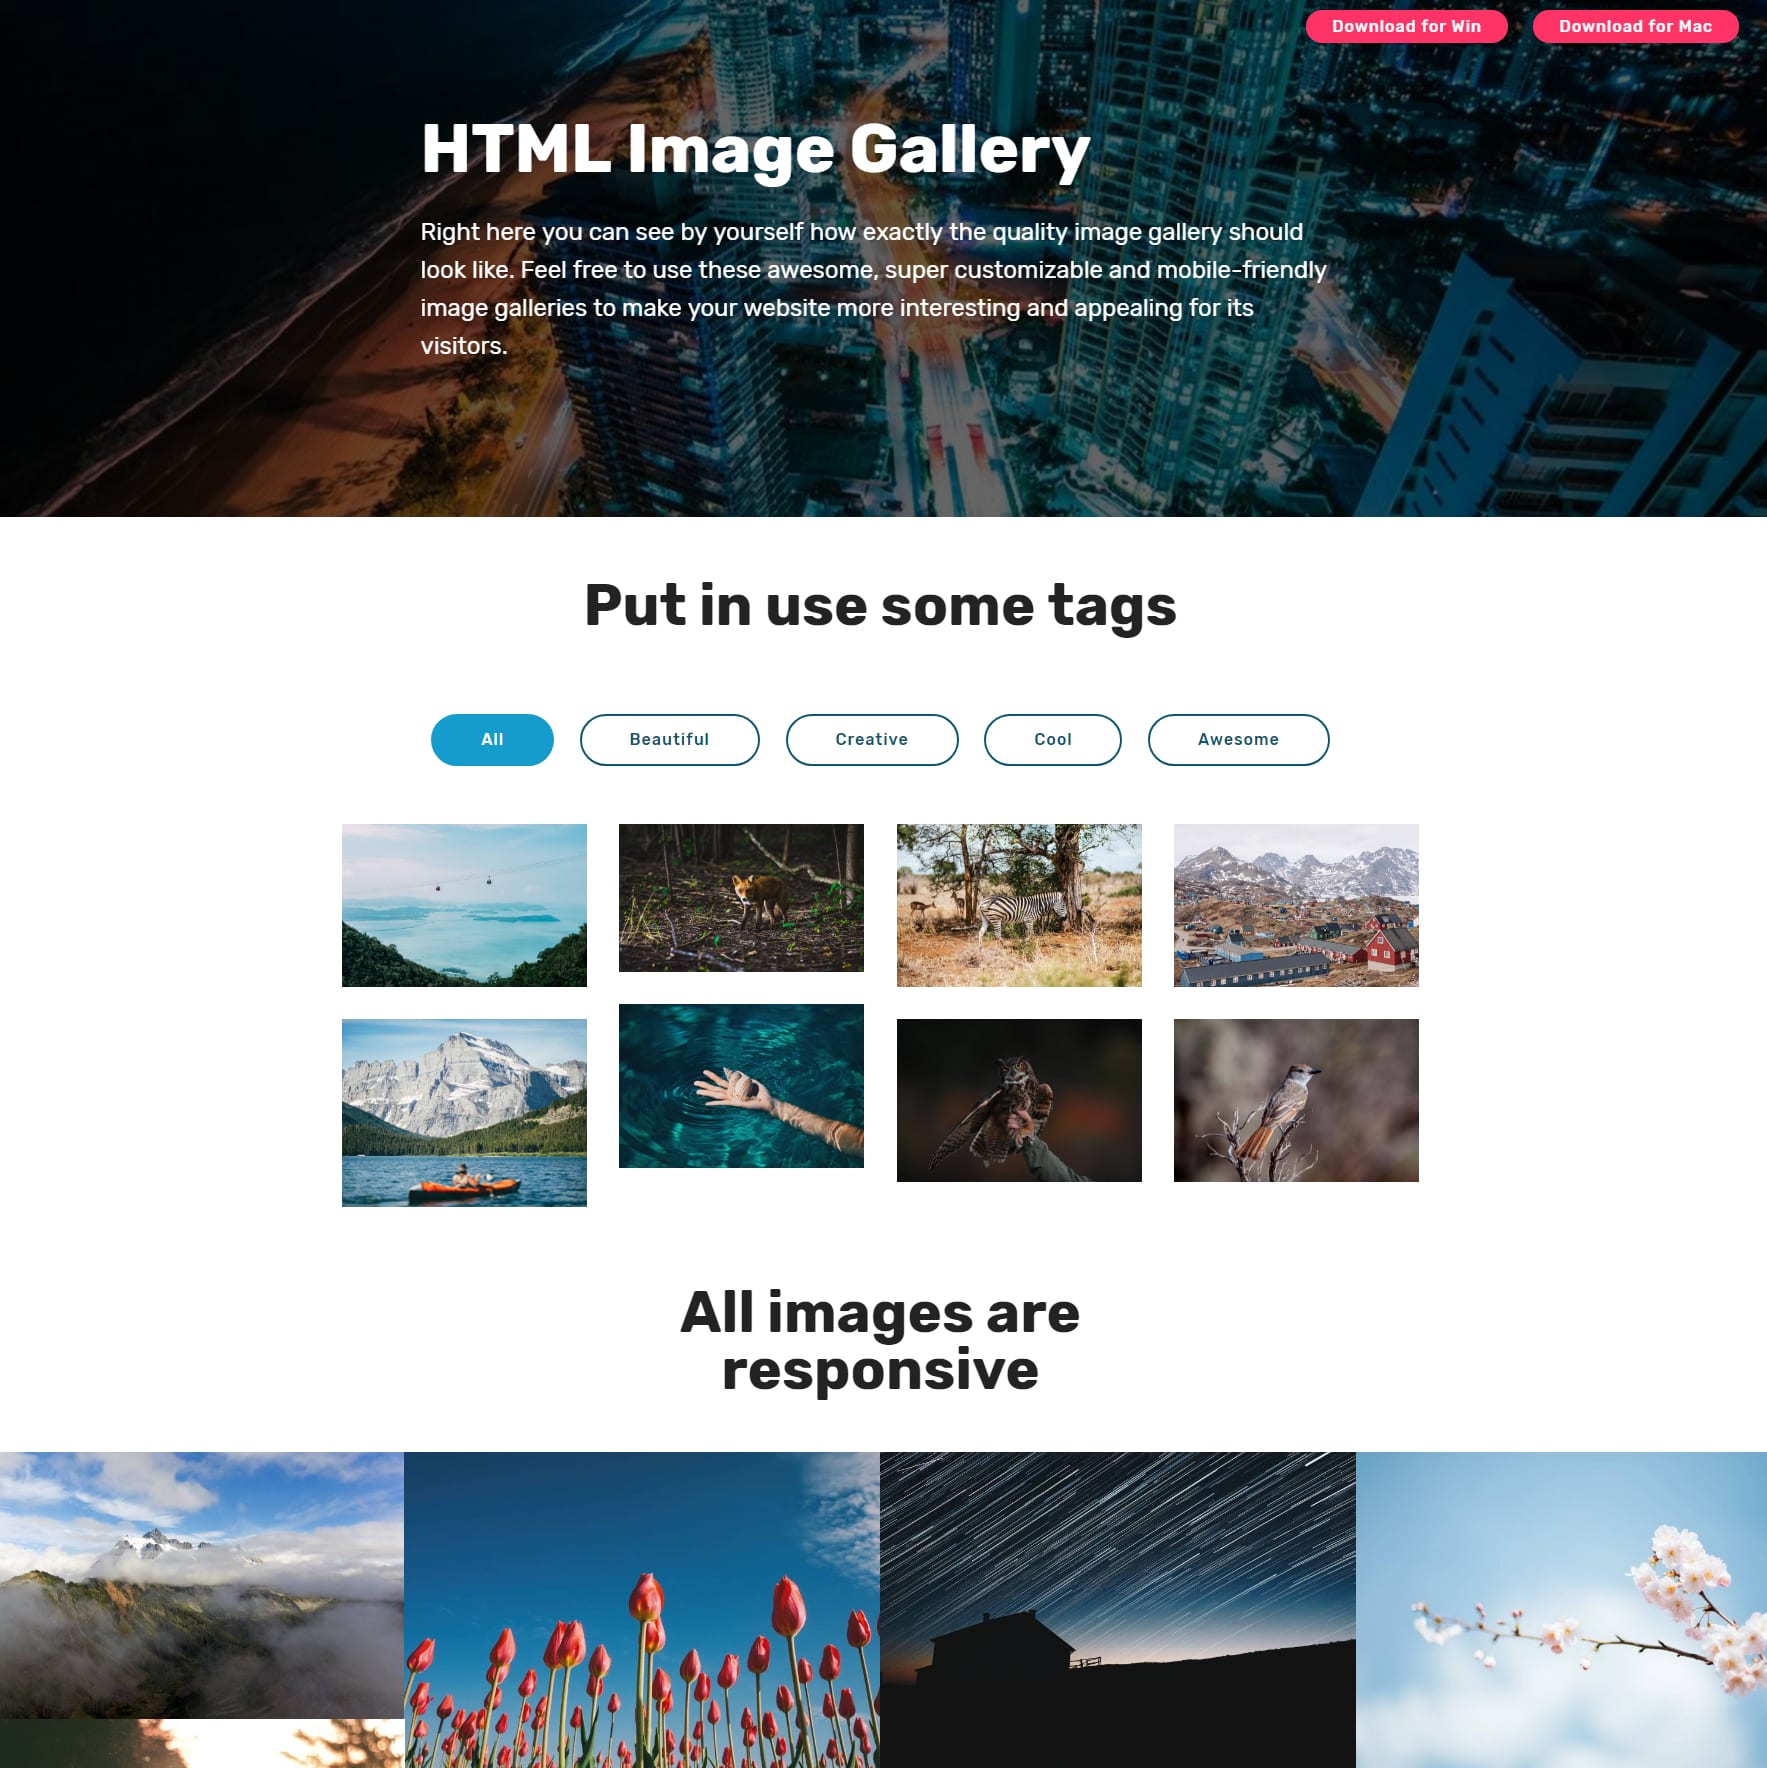 Download for Win
Download for Mac
HTML Image Gallery
Right here you can see by yourself how exactly the quality image gallery should
look like. Feel free to use these awesome, super customizable and mobile-friendly
image galleries to make your website more interesting and appealing for its
visitors.
Put in use some tags
All
Beautiful
Creative
Cool
Awesome
All images are
responsive